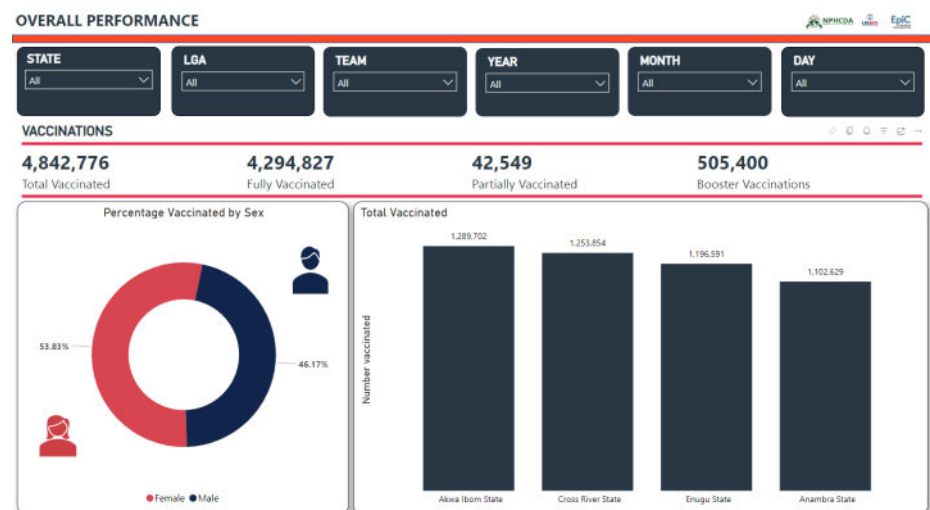 OVERALL PERFORMANCE
NPHCDA USAID EpiC
STATE LGA TEAM YEAR MONTH DAY
All All All All All All
VACCINATIONS
4,842,776 4,294,827 42,549 505,400
Total Vaccinated Fully Vaccinated Partially Vaccinated Booster Vaccinations
Percentage Vaccinated by Sex
53.83%
46.17%
Female Male
Total Vaccinated
Number vaccinated
1,289,702
1,253,854
1,196,591
1,102,629
Akwa Ibom State Cross River State Enugu State Anambra State